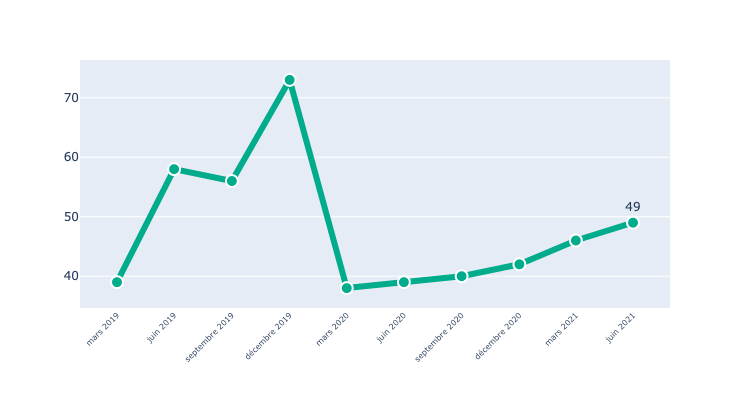 70
60
50
40
49
mars 2019
juin 2019
septembre 2019
décembre 2019
mars 2020
juin 2020
septembre 2020
décembre 2020
mars 2021
juin 2021